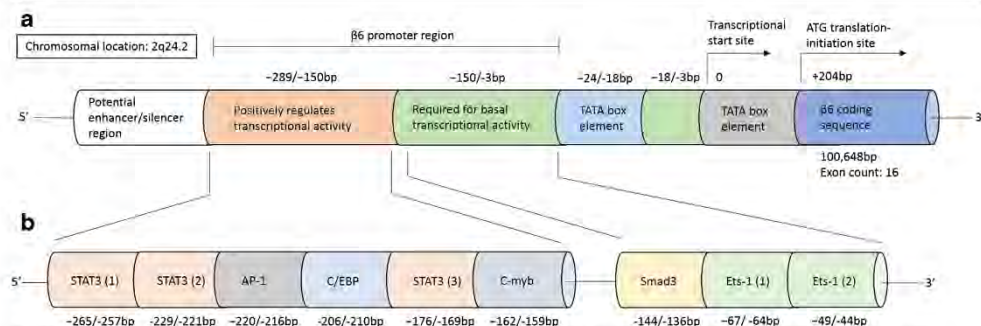 a
Chromosomal location: 2q24.2
β6 promoter region
Transcriptional
start site
ATG translation-
initiation site
−289/−150bp
−150/−3bp
−24/−18bp
−18/−3bp
0
+204bp
5’
Potential
enhancer/silencer
region
Positively regulates
transcriptional activity
Required for basal
transcriptional activity
TATA box
element
TATA box
element
β6 coding
sequence
3
100,648bp
Exon count: 16
b
5’
STAT3 (1)
STAT3 (2)
AP-1
C/EBP
STAT3 (3)
C-myb
Smad3
Ets-1 (1)
Ets-1 (2)
3’
−265/−257bp
−229/−221bp
−220/−216bp
−206/−210bp
−176/−169bp
−162/−159bp
−144/−136bp
−67/−64bp
−49/−44bp